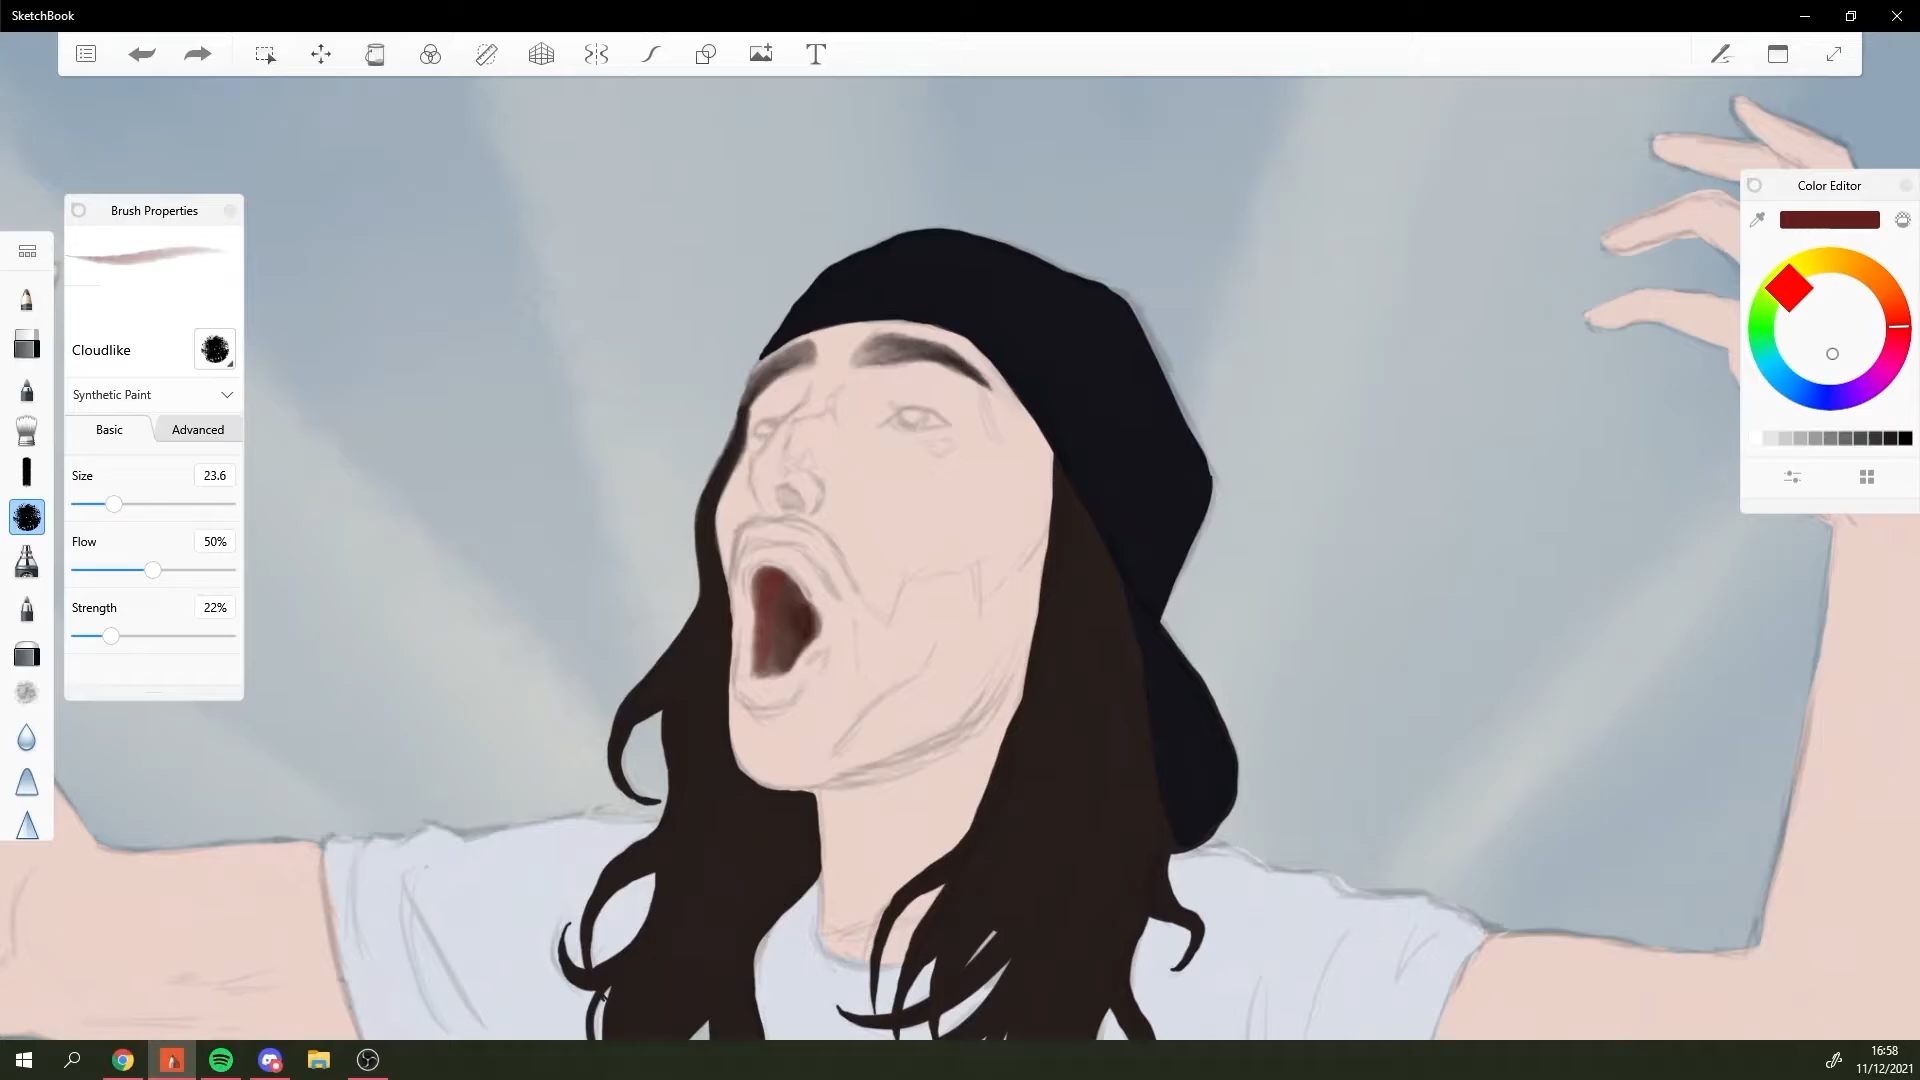 SketchBook
T
Brush Properties
Cloudlike
Synthetic Paint
Basic Advanced
Size 23.6
Flow 50%
Strength 22%
Color Editor
16:58
11/12/2021